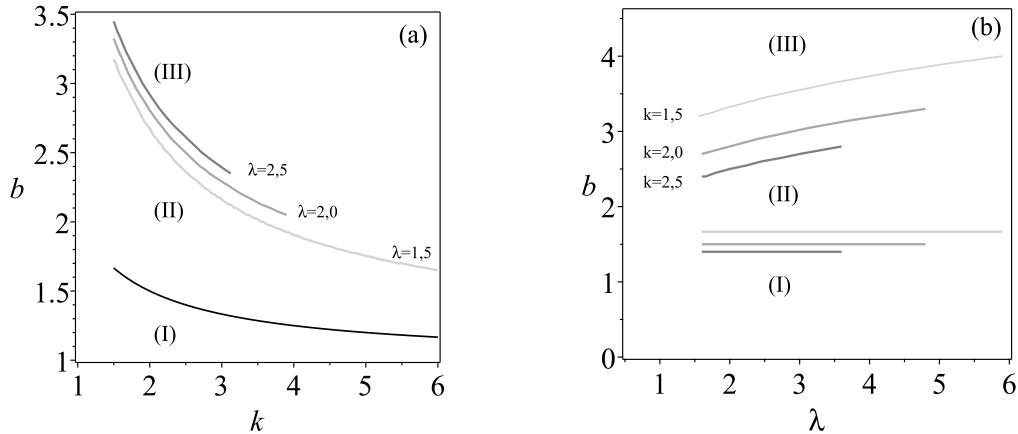 (a)
3.5
3
2.5
2
1.5
1
b
(III)
(II)
(I)
λ=2,5
λ=2,0
λ=1,5
1 2 3 4 5 6
k
(b)
4
3
2
1
0
b
(III)
k=1,5
k=2,0
k=2,5
(II)
(I)
1 2 3 4 5 6
λ